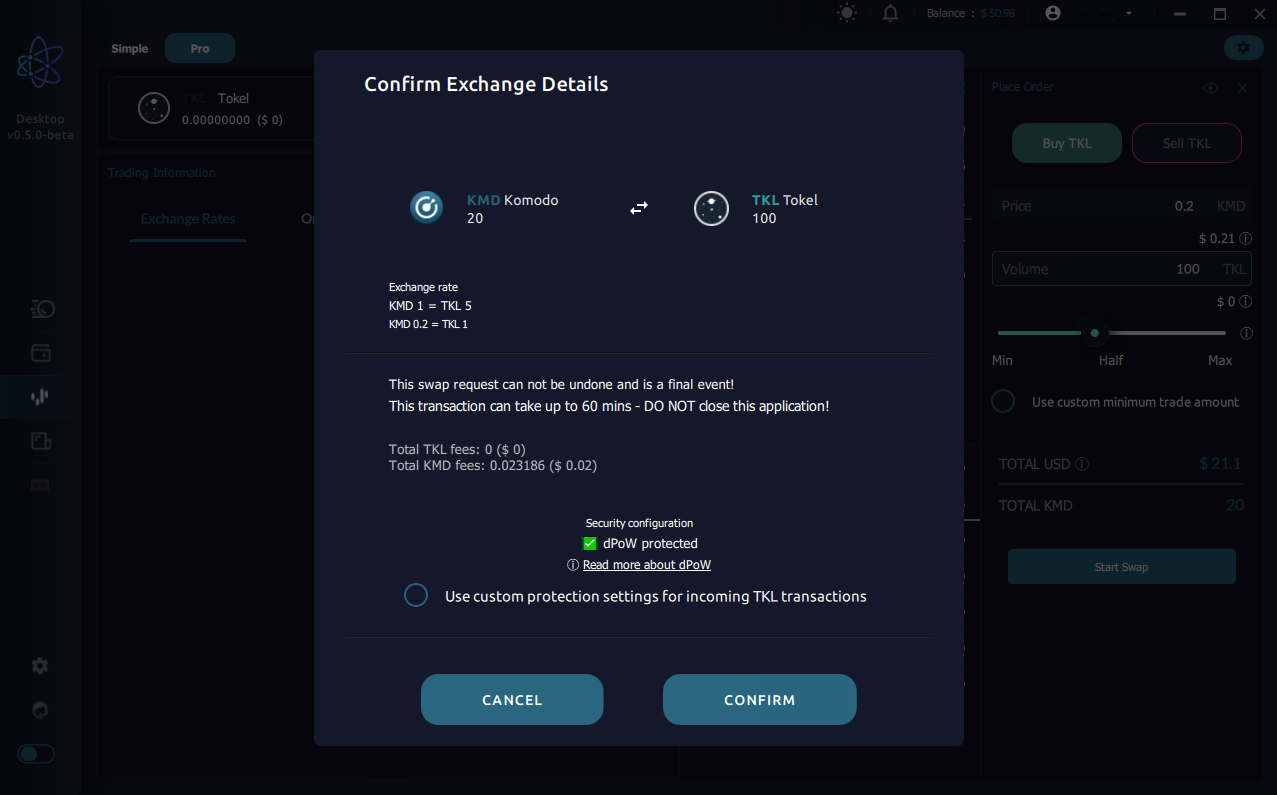 Balance : $ 50.98
Desktop
v0.5.0-beta
Simple
Pro
TKL Tokel
0.00000000 ($ 0)
Trading Information
Exchange Rates
Confirm Exchange Details
KMD Komodo
20
TKL Tokel
100
Exchange rate
KMD 1 = TKL 5
KMD 0.2 = TKL 1
This swap request can not be undone and is a final event!
This transaction can take up to 60 mins - DO NOT close this application!
Total TKL fees: 0 ($ 0)
Total KMD fees: 0.023186 ($ 0.02)
Security configuration
dPoW protected
Read more about dPoW
Use custom protection settings for incoming TKL transactions
CANCEL
CONFIRM
Place Order
Buy TKL
Sell TKL
Price 0.2 KMD
$ 0.21
Volume 100 TKL
$ 0
Min Half Max
Use custom minimum trade amount
TOTAL USD $ 21.1
TOTAL KMD 20
Start Swap